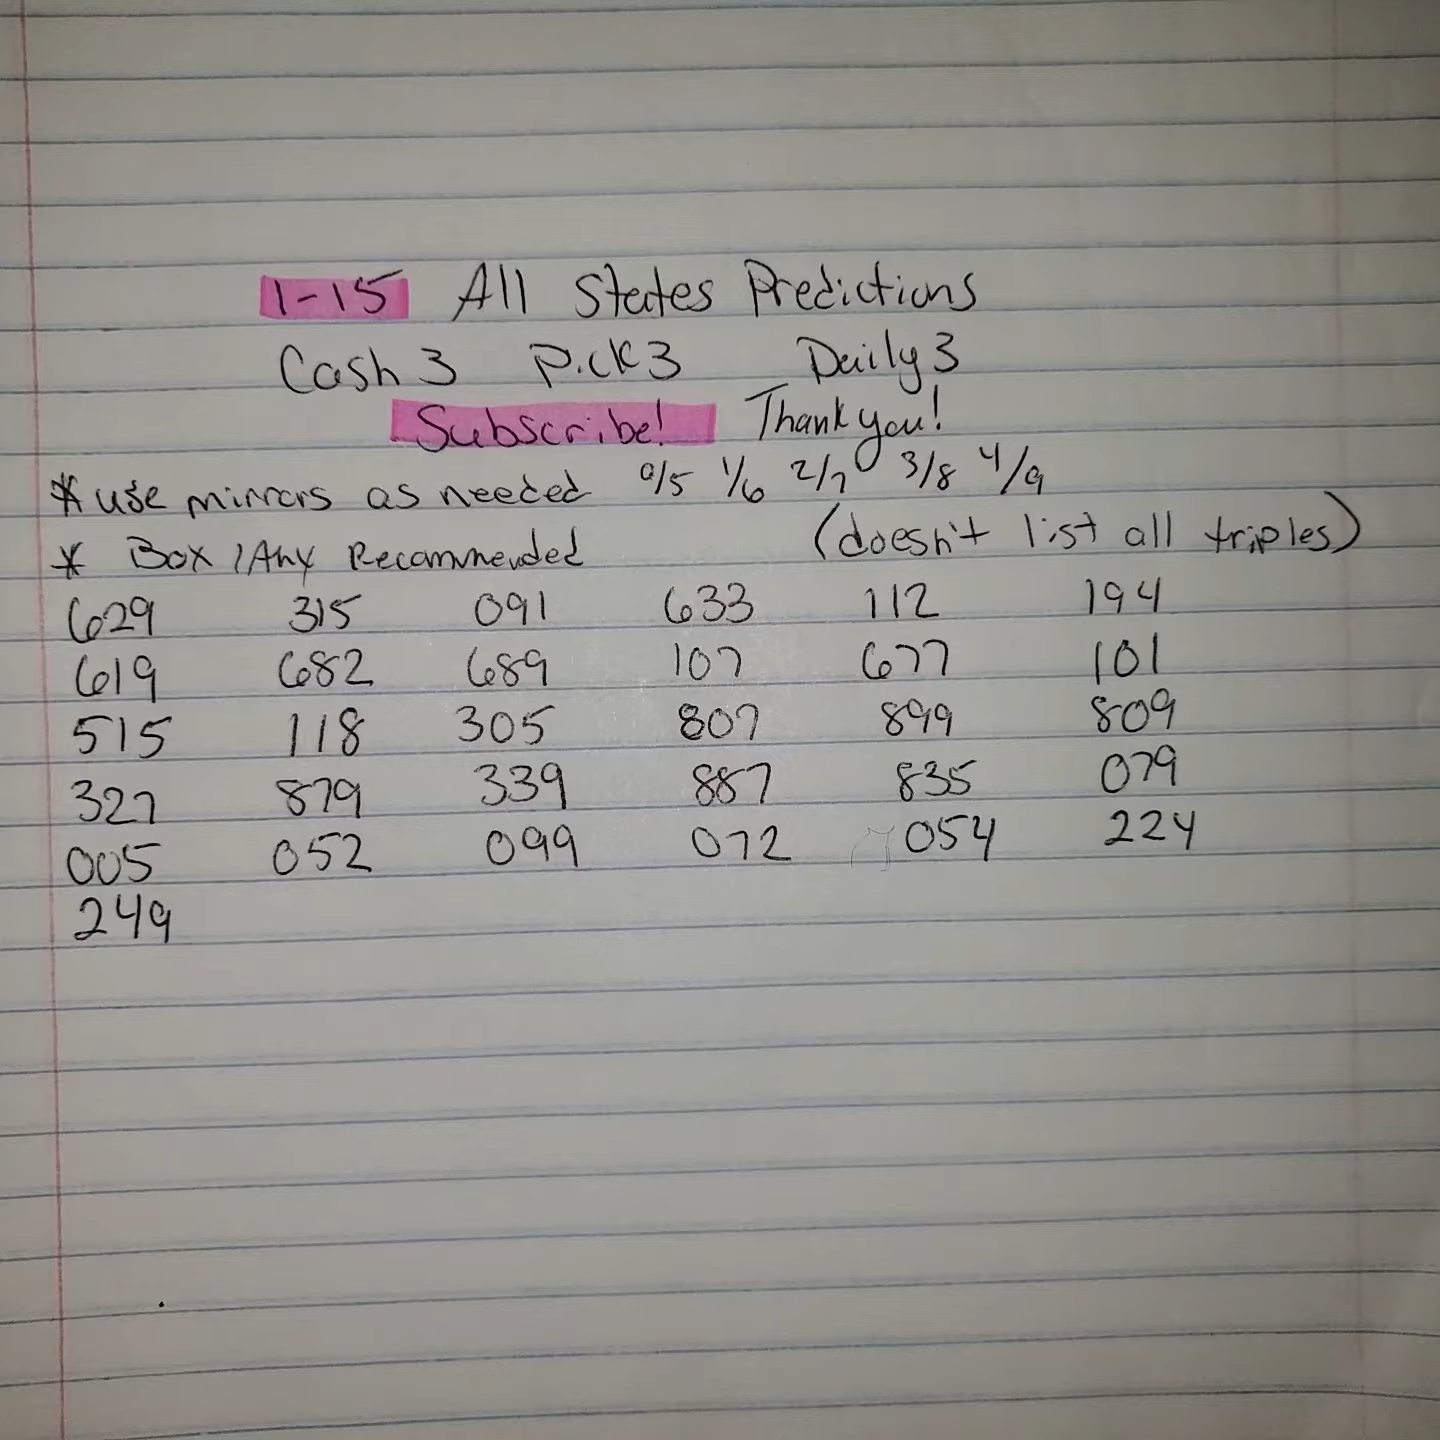 1-15 All States Predictions
Cash 3 Pick 3 Daily 3
Subscribe! Thank you!
* use mirrors as needed 0/5 1/6 2/7 3/8 4/9
* Box / Any Recommended (doesn't list all triples)
629 315 091 633 112 194
619 682 689 107 677 101
515 118 305 807 899 809
327 879 339 887 835 079
005 052 099 072 054 224
249